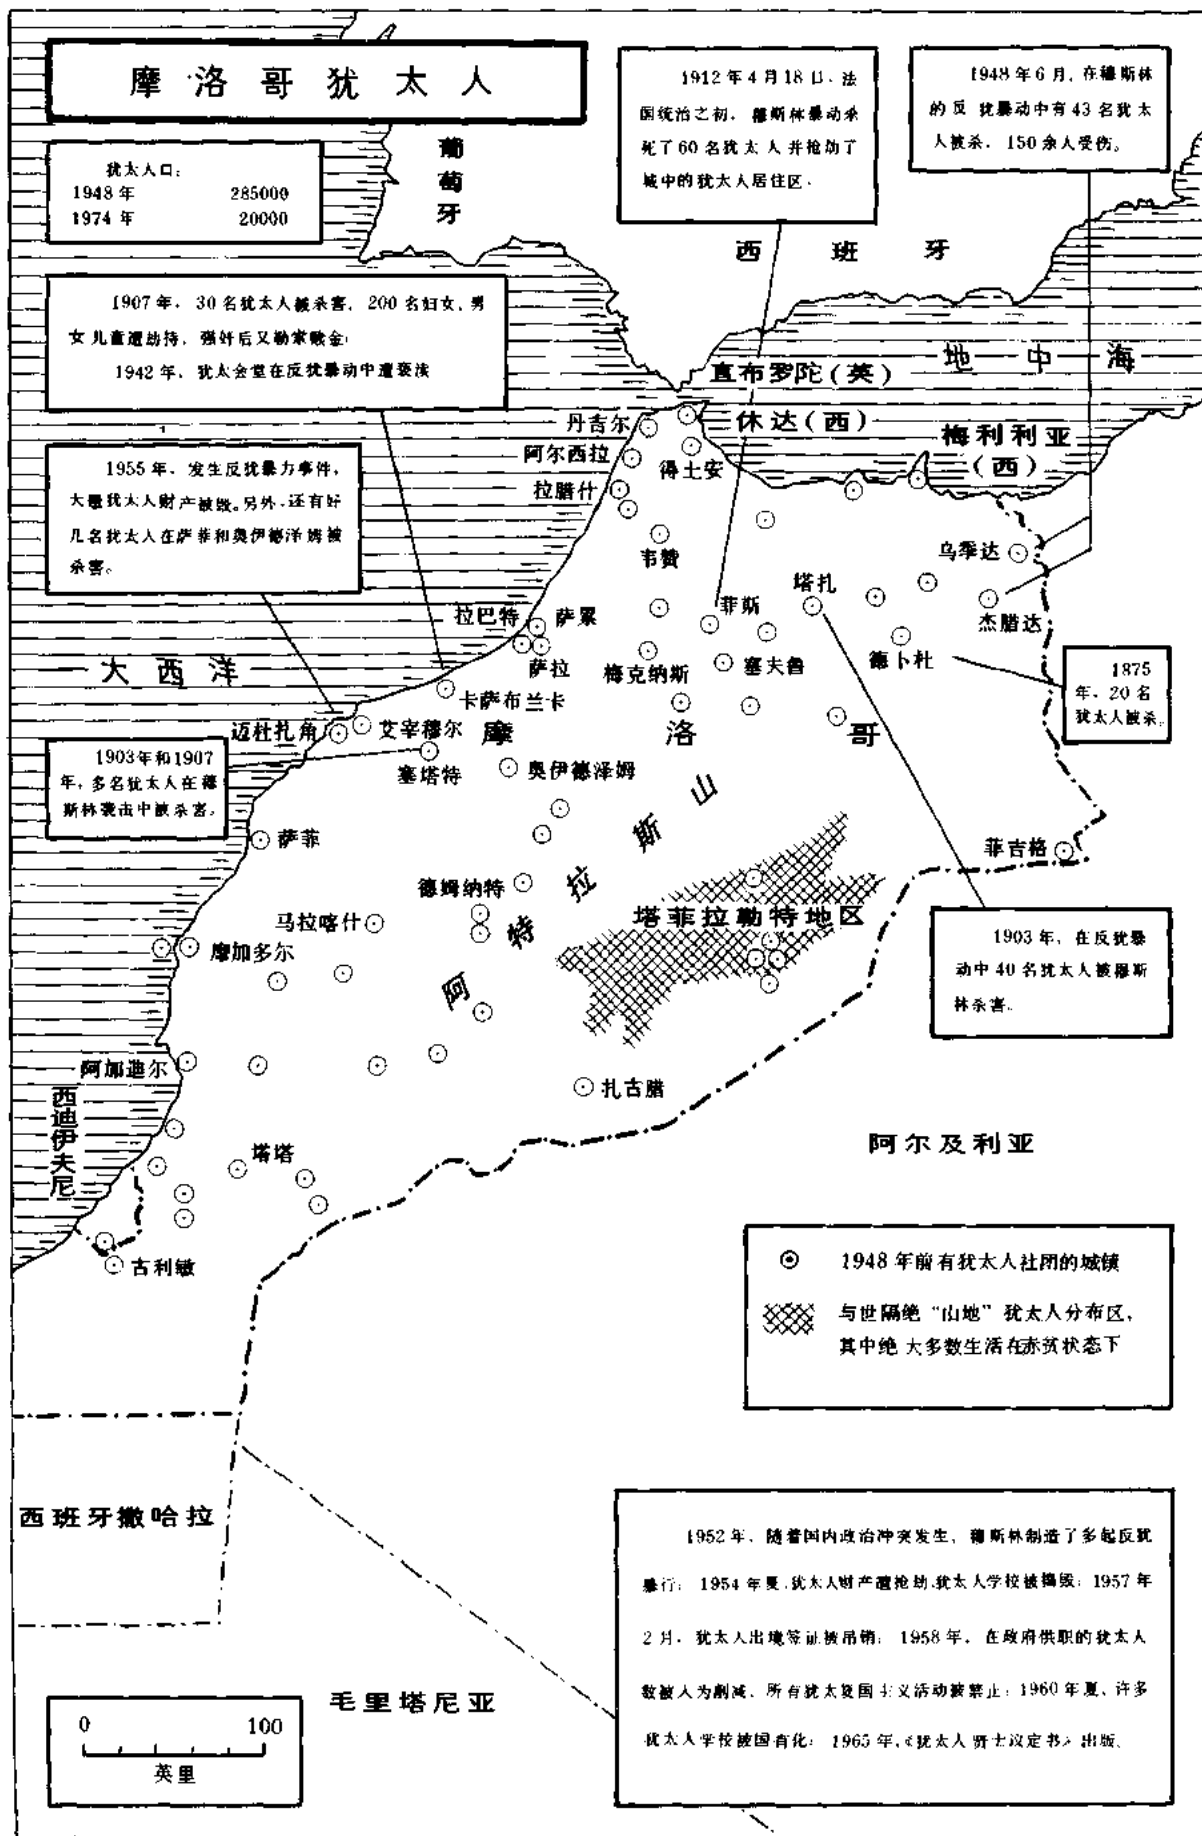 摩洛哥犹太人
犹太人口:
1948年 285000
1974年 20000
葡萄牙
1912年4月18日、法
国统治之初,穆斯林暴动杀
死了60名犹太人并抢劫了
城中的犹太人居住区.
1948年6月,在穆斯林
的反犹暴动中有43名犹太
人被杀,150余人受伤。
西班牙
1907年,30名犹太人被杀害,200名妇女,男
女儿童遭劫持,强奸后又勒索赎金;
1942年,犹太会堂在反犹暴动中遭亵渎
地中海
直布罗陀(英)
休达(西)
梅利利亚
(西)
丹吉尔
阿尔西拉
得土安
拉腊什
1955年,发生反犹暴力事件,
大量犹太人财产被毁。另外,还有好
几名犹太人在萨菲和奥伊德泽姆被
杀害。
韦赞
乌季达
塔扎
菲斯
杰腊达
拉巴特
萨累
萨拉
德卜杜
大西洋
梅克纳斯
塞夫鲁
1875
年,20名
犹太人被杀。
卡萨布兰卡
迈杜扎角
艾宰穆尔
摩洛哥
1903年和1907
年,多名犹太人在穆
斯林袭击中被杀害。
塞塔特
奥伊德泽姆
萨菲
阿特拉斯山
菲吉格
德姆纳特
塔菲拉勒特地区
马拉喀什
摩加多尔
1903年,在反犹暴
动中40名犹太人被穆斯
林杀害。
阿加迪尔
扎古腊
西迪伊夫尼
阿尔及利亚
塔塔
古利敏
1948年前有犹太人社团的城镇
与世隔绝“山地”犹太人分布区,
其中绝大多数生活在赤贫状态下
西班牙撒哈拉
1952年,随着国内政治冲突发生,穆斯林制造了多起反犹
暴行;1954年夏,犹太人财产遭抢劫,犹太人学校被捣毁;1957年
2月,犹太人出境签证被吊销;1958年,在政府供职的犹太人
数被人为削减,所有犹太复国主义活动被禁止;1960年夏,许多
犹太人学校被国有化;1965年,《犹太人贤士议定书》出版.
毛里塔尼亚
0 100
英里